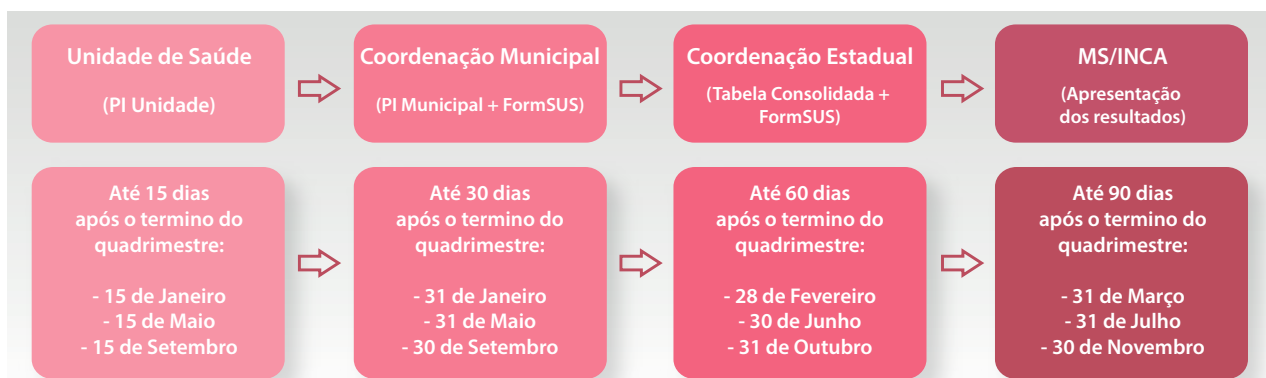 Unidade de Saúde
(PI Unidade)
Coordenação Municipal
(PI Municipal + FormSUS)
Coordenação Estadual
(Tabela Consolidada +
FormSUS)
MS/INCA
(Apresentação
dos resultados)
Até 15 dias
após o termino do
quadrimestre:
- 15 de Janeiro
- 15 de Maio
- 15 de Setembro
Até 30 dias
após o termino do
quadrimestre:
- 31 de Janeiro
- 31 de Maio
- 30 de Setembro
Até 60 dias
após o termino do
quadrimestre:
- 28 de Fevereiro
- 30 de Junho
- 31 de Outubro
Até 90 dias
após o termino do
quadrimestre:
- 31 de Março
- 31 de Julho
- 30 de Novembro